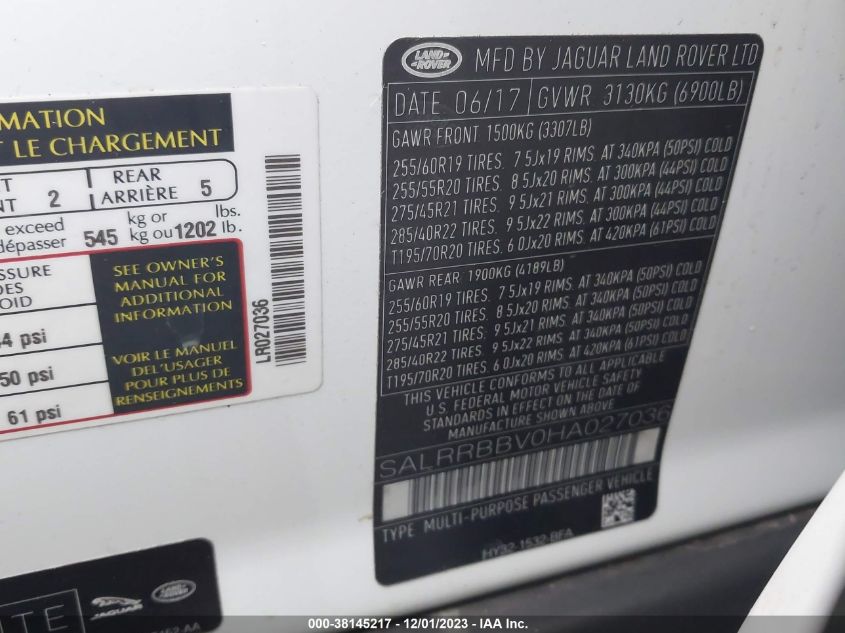 MATION
T LE CHARGEMENT
T
NT 2
REAR
ARRIÈRE 5
exceed
dépasser 545 kg or
kg ou 1202 lbs.
lb.
ESSURE
DES
OID
4 psi
50 psi
61 psi
SEE OWNER'S
MANUAL FOR
ADDITIONAL
INFORMATION
VOIR LE MANUEL
DEL'USAGER
POUR PLUS DE
RENSEIGNEMENTS
LR027036
LAND-
-ROVER
MFD BY JAGUAR LAND ROVER LTD
DATE 06/17 GVWR 3130KG (6900LB)
GAWR FRONT 1500KG (3307LB)
255/60R19 TIRES. 7 5Jx19 RIMS. AT 340KPA (50PSI) COLD
255/55R20 TIRES. 8 5Jx20 RIMS. AT 300KPA (44PSI) COLD
275/45R21 TIRES. 9 5Jx21 RIMS. AT 300KPA (44PSI) COLD
285/40R22 TIRES. 9 5Jx22 RIMS. AT 300KPA (44PSI) COLD
T195/70R20 TIRES. 6 0Jx20 RIMS. AT 420KPA (61PSI) COLD
GAWR REAR 1900KG (4189LB)
255/60R19 TIRES. 7 5Jx19 RIMS. AT 340KPA (50PSI) COLD
255/55R20 TIRES. 8 5Jx20 RIMS. AT 340KPA (50PSI) COLD
275/45R21 TIRES. 9 5Jx21 RIMS. AT 340KPA (50PSI) COLD
285/40R22 TIRES. 9 5Jx22 RIMS. AT 340KPA (50PSI) COLD
T195/70R20 TIRES. 6 0Jx20 RIMS. AT 420KPA (61PSI) COLD
THIS VEHICLE CONFORMS TO ALL APPLICABLE
U.S. FEDERAL MOTOR VEHICLE SAFETY
STANDARDS IN EFFECT ON THE DATE OF
MANUFACTURE SHOWN ABOVE
SALRRBBV0HA027036
TYPE MULTI-PURPOSE PASSENGER VEHICLE
HY32-1532-BFA
TE
JAGUAR
LAND-
-ROVER
000-38145217 - 12/01/2023 - IAA Inc.